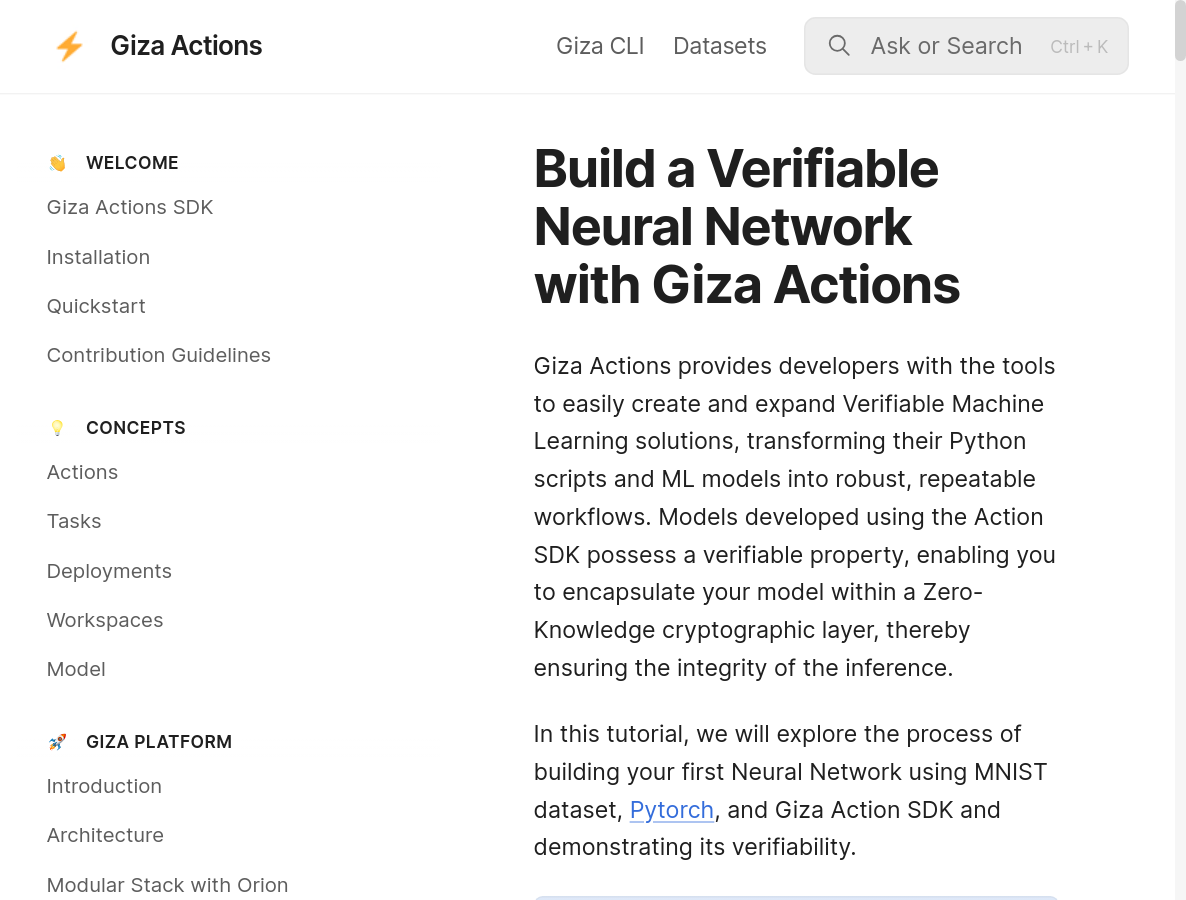 Giza Actions
Giza CLI
Datasets
Ask or Search
Ctrl + K
WELCOME
Giza Actions SDK
Installation
Quickstart
Contribution Guidelines
CONCEPTS
Actions
Tasks
Deployments
Workspaces
Model
GIZA PLATFORM
Introduction
Architecture
Modular Stack with Orion
Build a Verifiable
Neural Network
with Giza Actions
Giza Actions provides developers with the tools
to easily create and expand Verifiable Machine
Learning solutions, transforming their Python
scripts and ML models into robust, repeatable
workflows. Models developed using the Action
SDK possess a verifiable property, enabling you
to encapsulate your model within a Zero-
Knowledge cryptographic layer, thereby
ensuring the integrity of the inference.
In this tutorial, we will explore the process of
building your first Neural Network using MNIST
dataset, Pytorch, and Giza Action SDK and
demonstrating its verifiability.